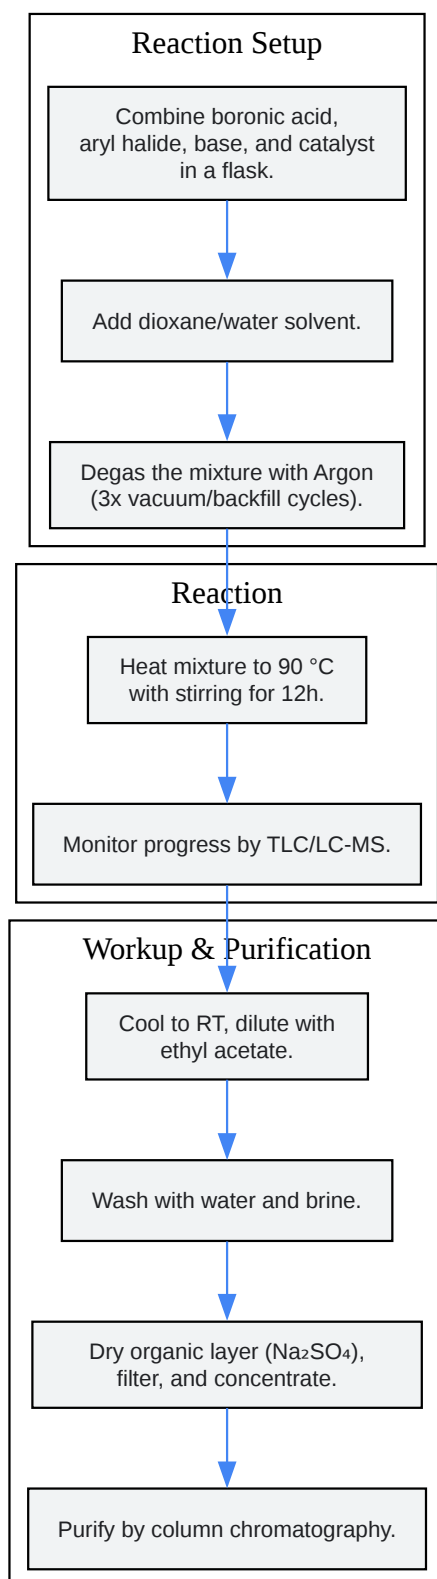 Reaction Setup
Combine boronic acid,
aryl halide, base, and catalyst
in a flask.
Add dioxane/water solvent.
Degas the mixture with Argon
(3x vacuum/backfill cycles).
Reaction
Heat mixture to 90 °C
with stirring for 12h.
Monitor progress by TLC/LC-MS.
Workup & Purification
Cool to RT, dilute with
ethyl acetate.
Wash with water and brine.
Dry organic layer (Na₂SO₄),
filter, and concentrate.
Purify by column chromatography.